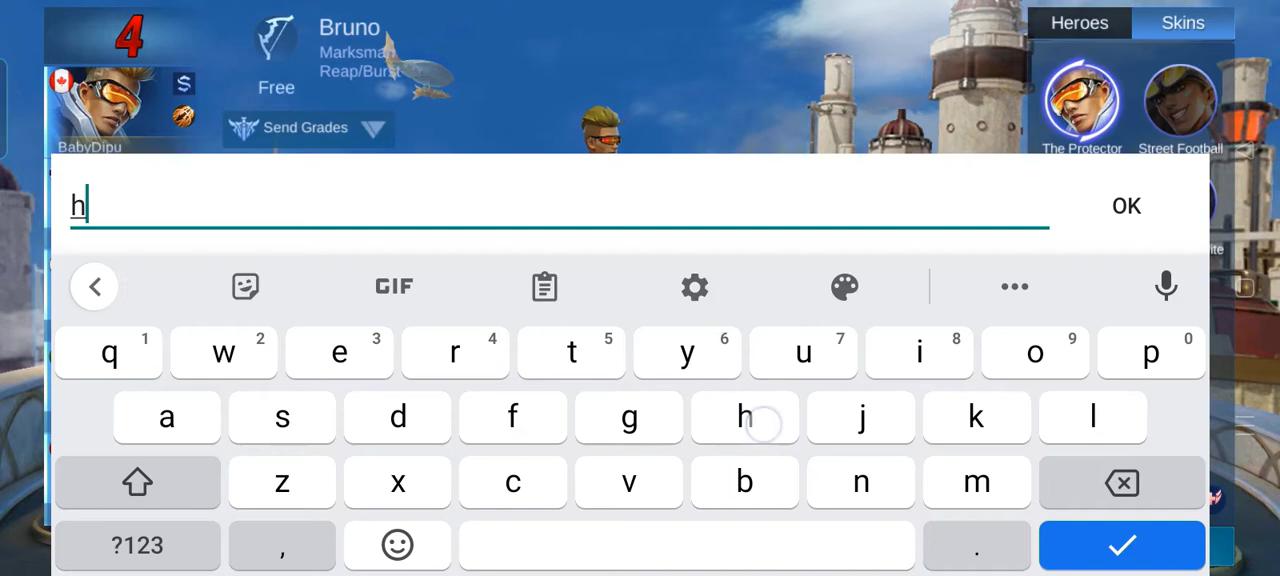 4
Bruno
Marksman
Reap/Burst
Free
Send Grades
BabyDipu
Heroes
Skins
The Protector
Street Football
h
OK
GIF
q 1 w 2 e 3 r 4 t 5 y 6 u 7 i 8 o 9 p 0
a s d f g h j k l
z x c v b n m
?123 , .